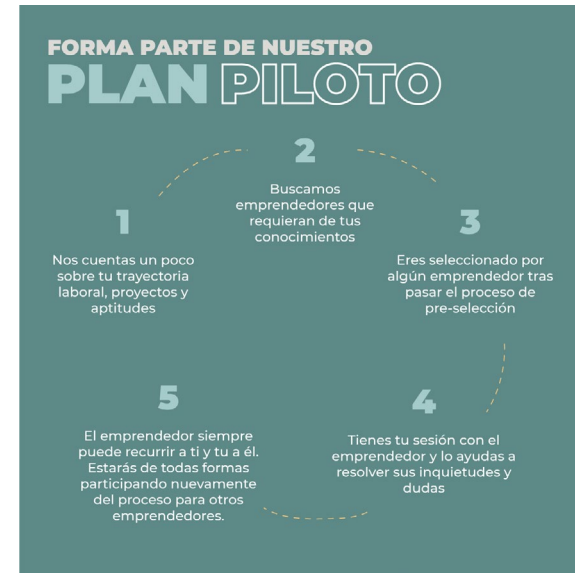 FORMA PARTE DE NUESTRO
PLAN PILOTO
1
Nos cuentas un poco
sobre tu trayectoria
laboral, proyectos y
aptitudes
2
Buscamos
emprendedores que
requieran de tus
conocimientos
3
Eres seleccionado por
algún emprendedor tras
pasar el proceso de
pre-selección
4
Tienes tu sesión con el
emprendedor y lo ayudas a
resolver sus inquietudes y
dudas
5
El emprendedor siempre
puede recurrir a ti y tu a él.
Estarás de todas formas
participando nuevamente
del proceso para otros
emprendedores.